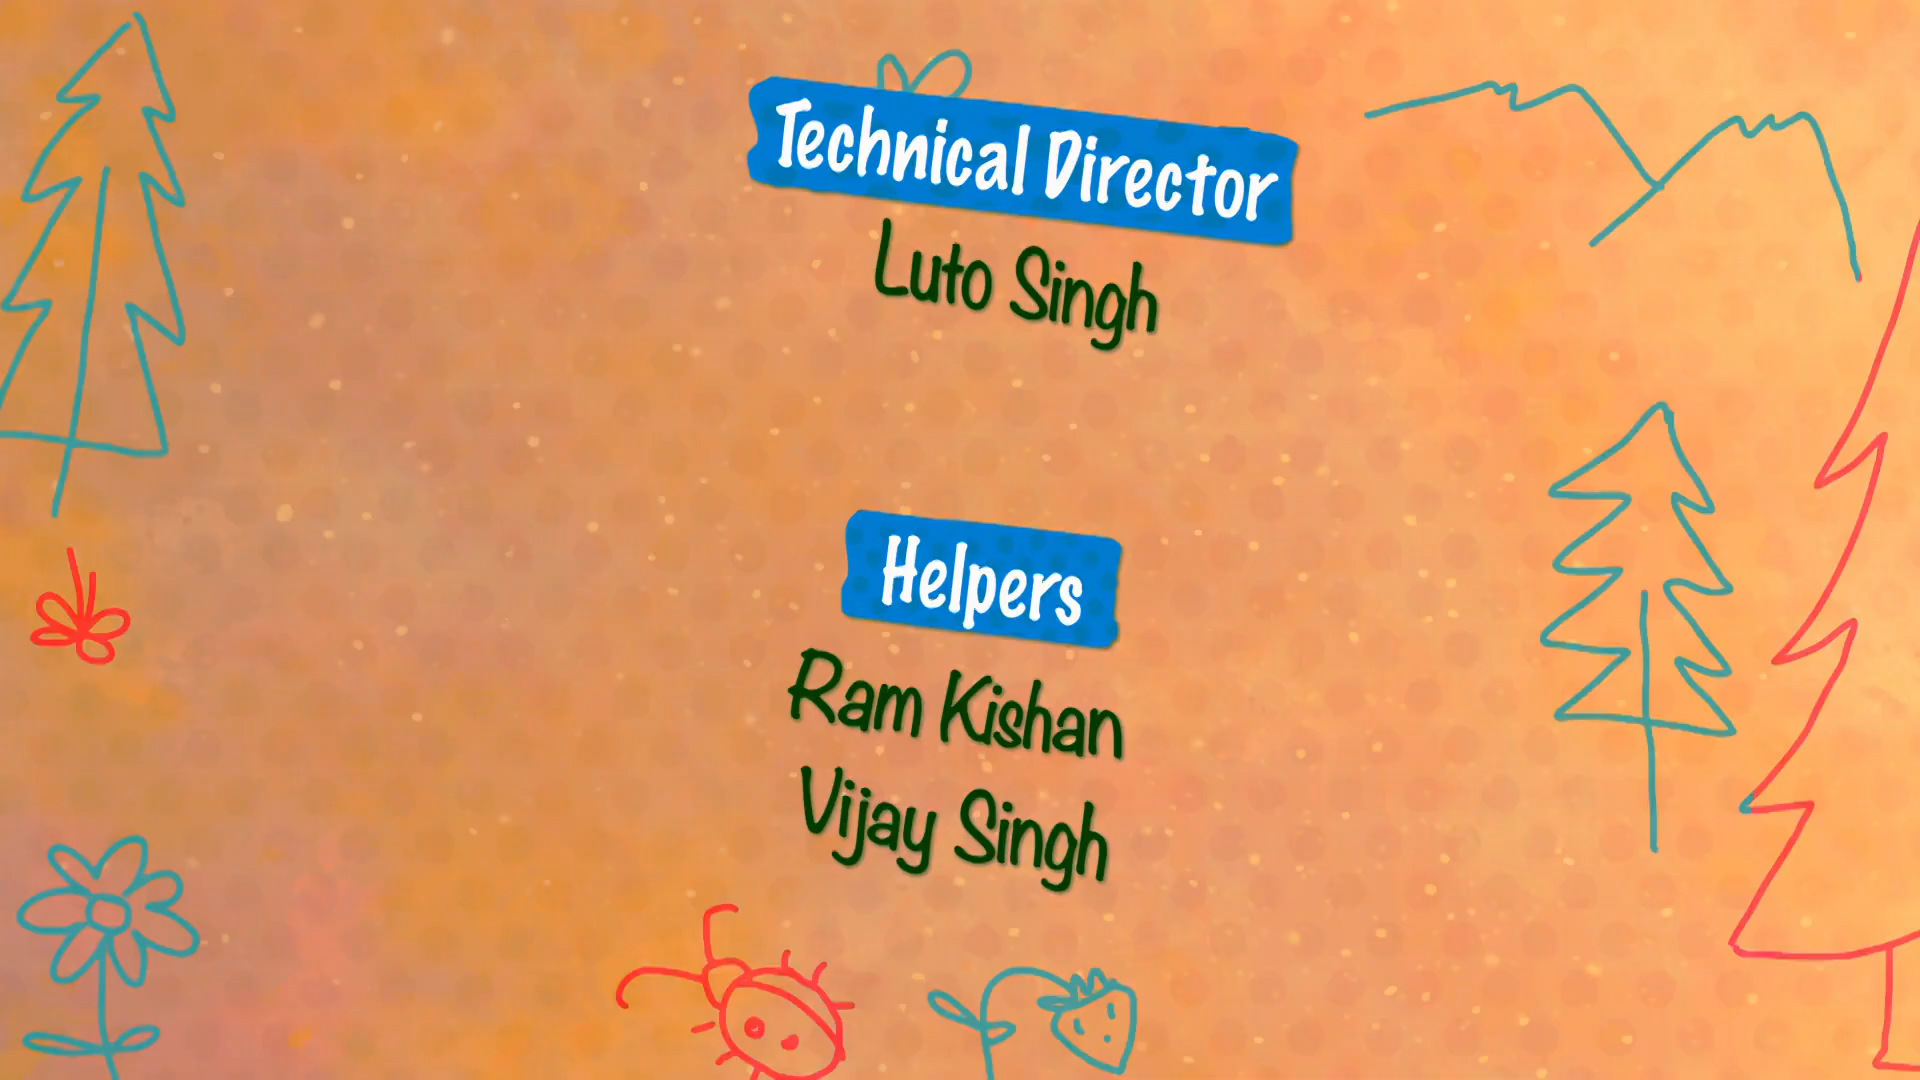 Technical Director
Luto Singh
Helpers
Ram Kishan
Vijay Singh